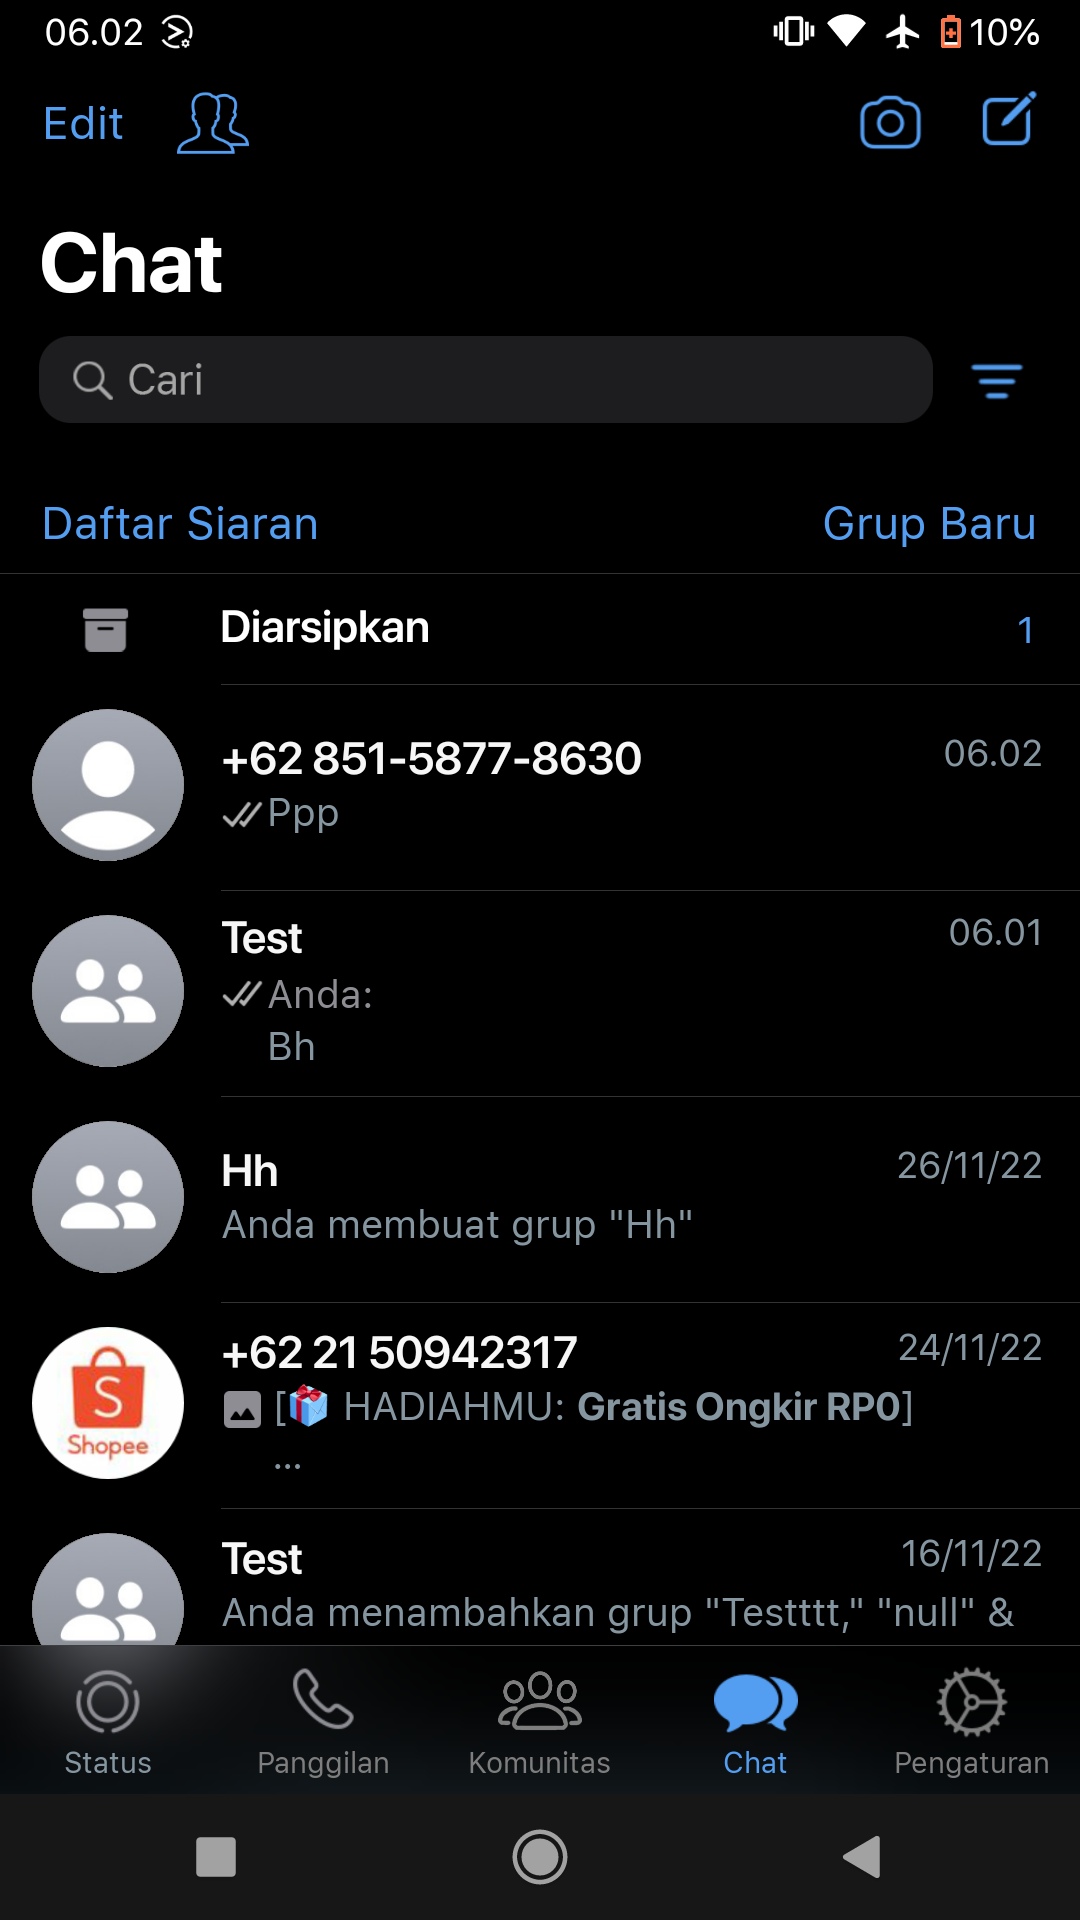 06.02 10%
Edit
Chat
Cari
Daftar Siaran Grup Baru
Diarsipkan 1
+62 851-5877-8630 06.02
Ppp
Test 06.01
Anda:
Bh
Hh 26/11/22
Anda membuat grup "Hh"
+62 21 50942317 24/11/22
[🎁 HADIAHMU: Gratis Ongkir RP0]
...
S
Shopee
Test 16/11/22
Anda menambahkan grup "Testttt," "null" &
Status Panggilan Komunitas Chat Pengaturan